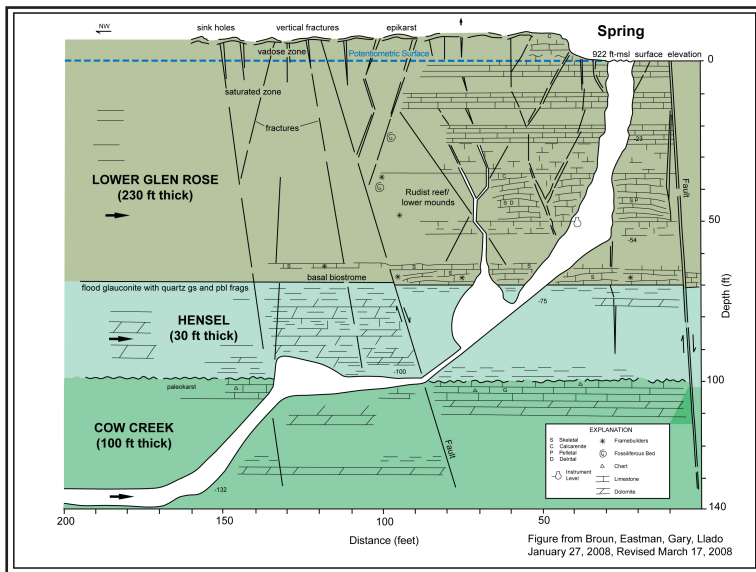 NW
sink holes
vertical fractures
epikarst
Spring
vadose zone
Potentiometric Surface
922 ft-msl surface elevation
0
saturated zone
fractures
-23
C
LOWER GLEN ROSE
(230 ft thick)
Rudist reef/
lower mounds
S D
S P
Fault
50
-54
S
S
S
S
S
basal biostrome
flood glauconite with quartz gs and pbl frags
-75
Depth (ft)
HENSEL
(30 ft thick)
-100
100
paleokarst
G
COW CREEK
(100 ft thick)
Fault
-132
EXPLANATION
S Skeletal
C Calcarenite
P Pelletal
D Detrital
Instrument
Level
Framebuilders
Fossiliferous Bed
Chert
Limestone
Dolomite
140
200
150
100
50
Distance (feet)
Figure from Broun, Eastman, Gary, Llado
January 27, 2008, Revised March 17, 2008